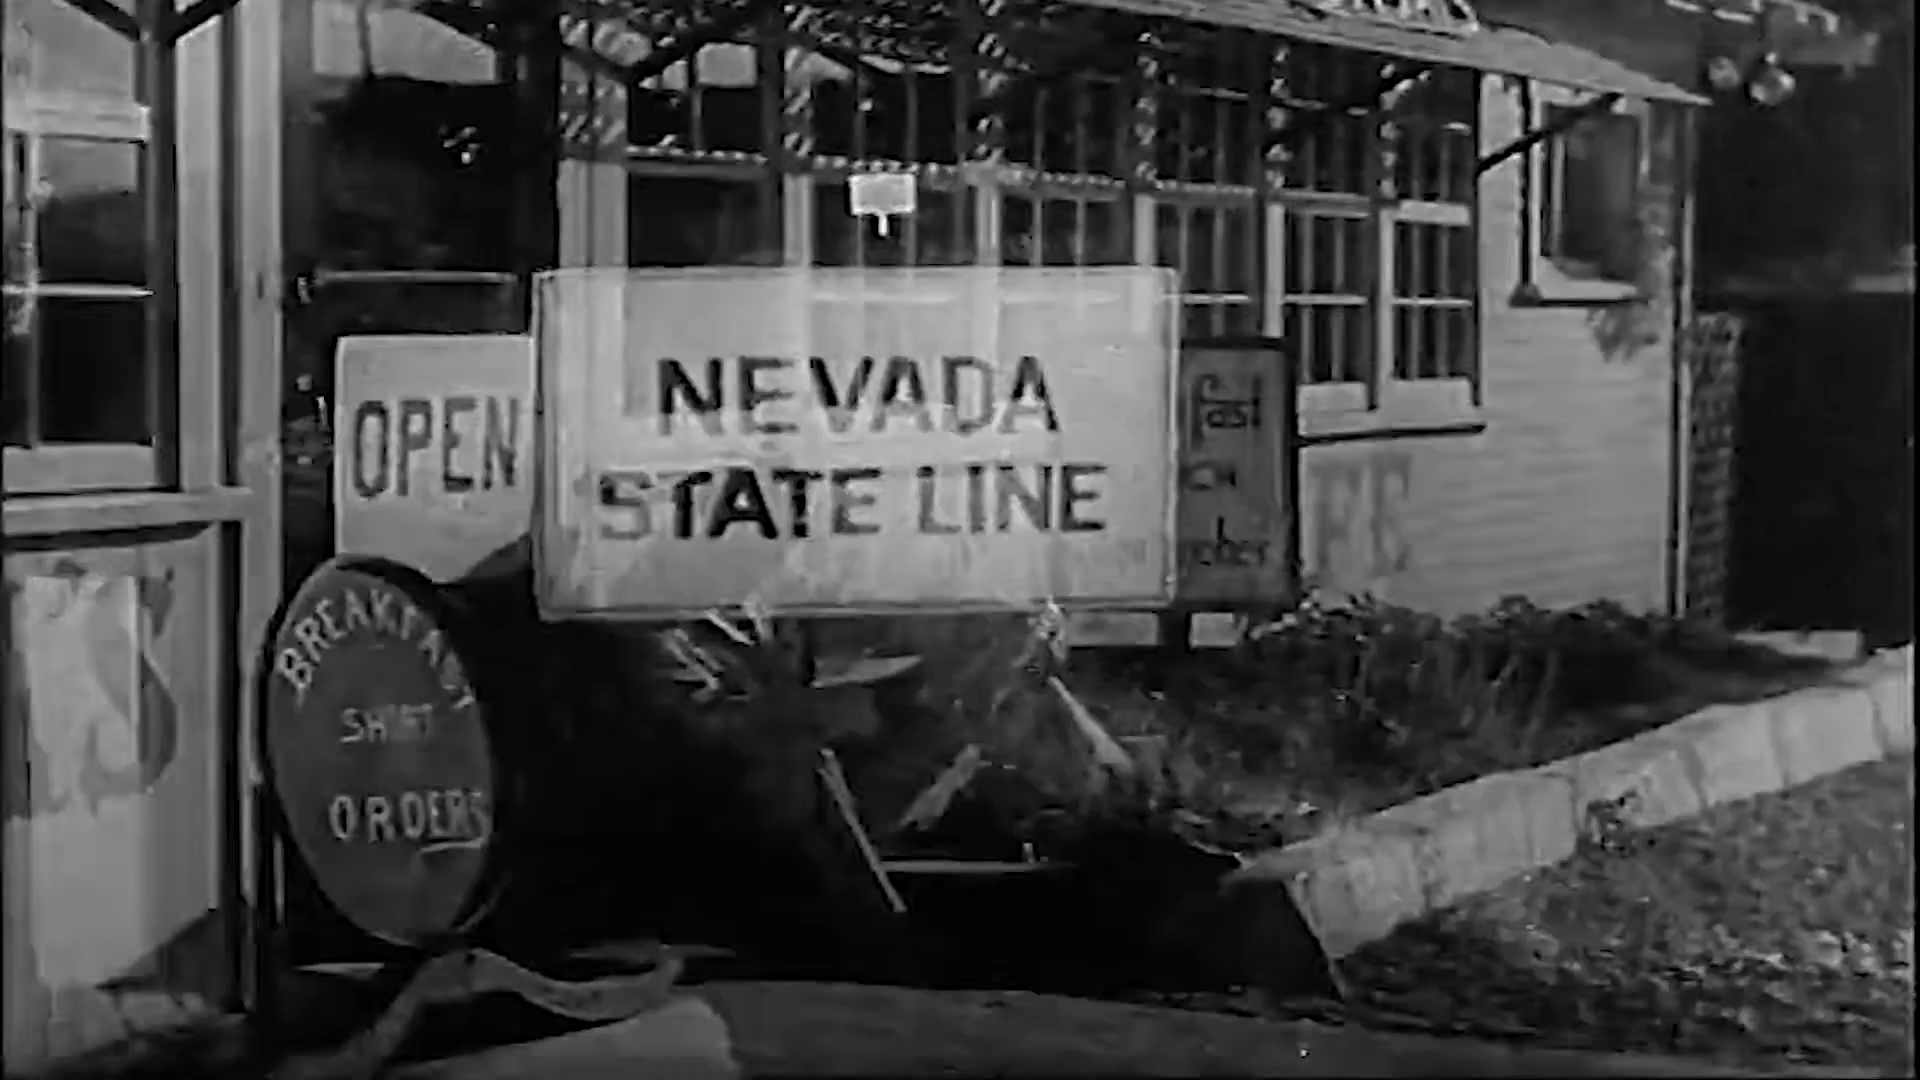 OPEN
NEVADA
STATE LINE
fast
BREAKFAST
SHORT
ORDERS